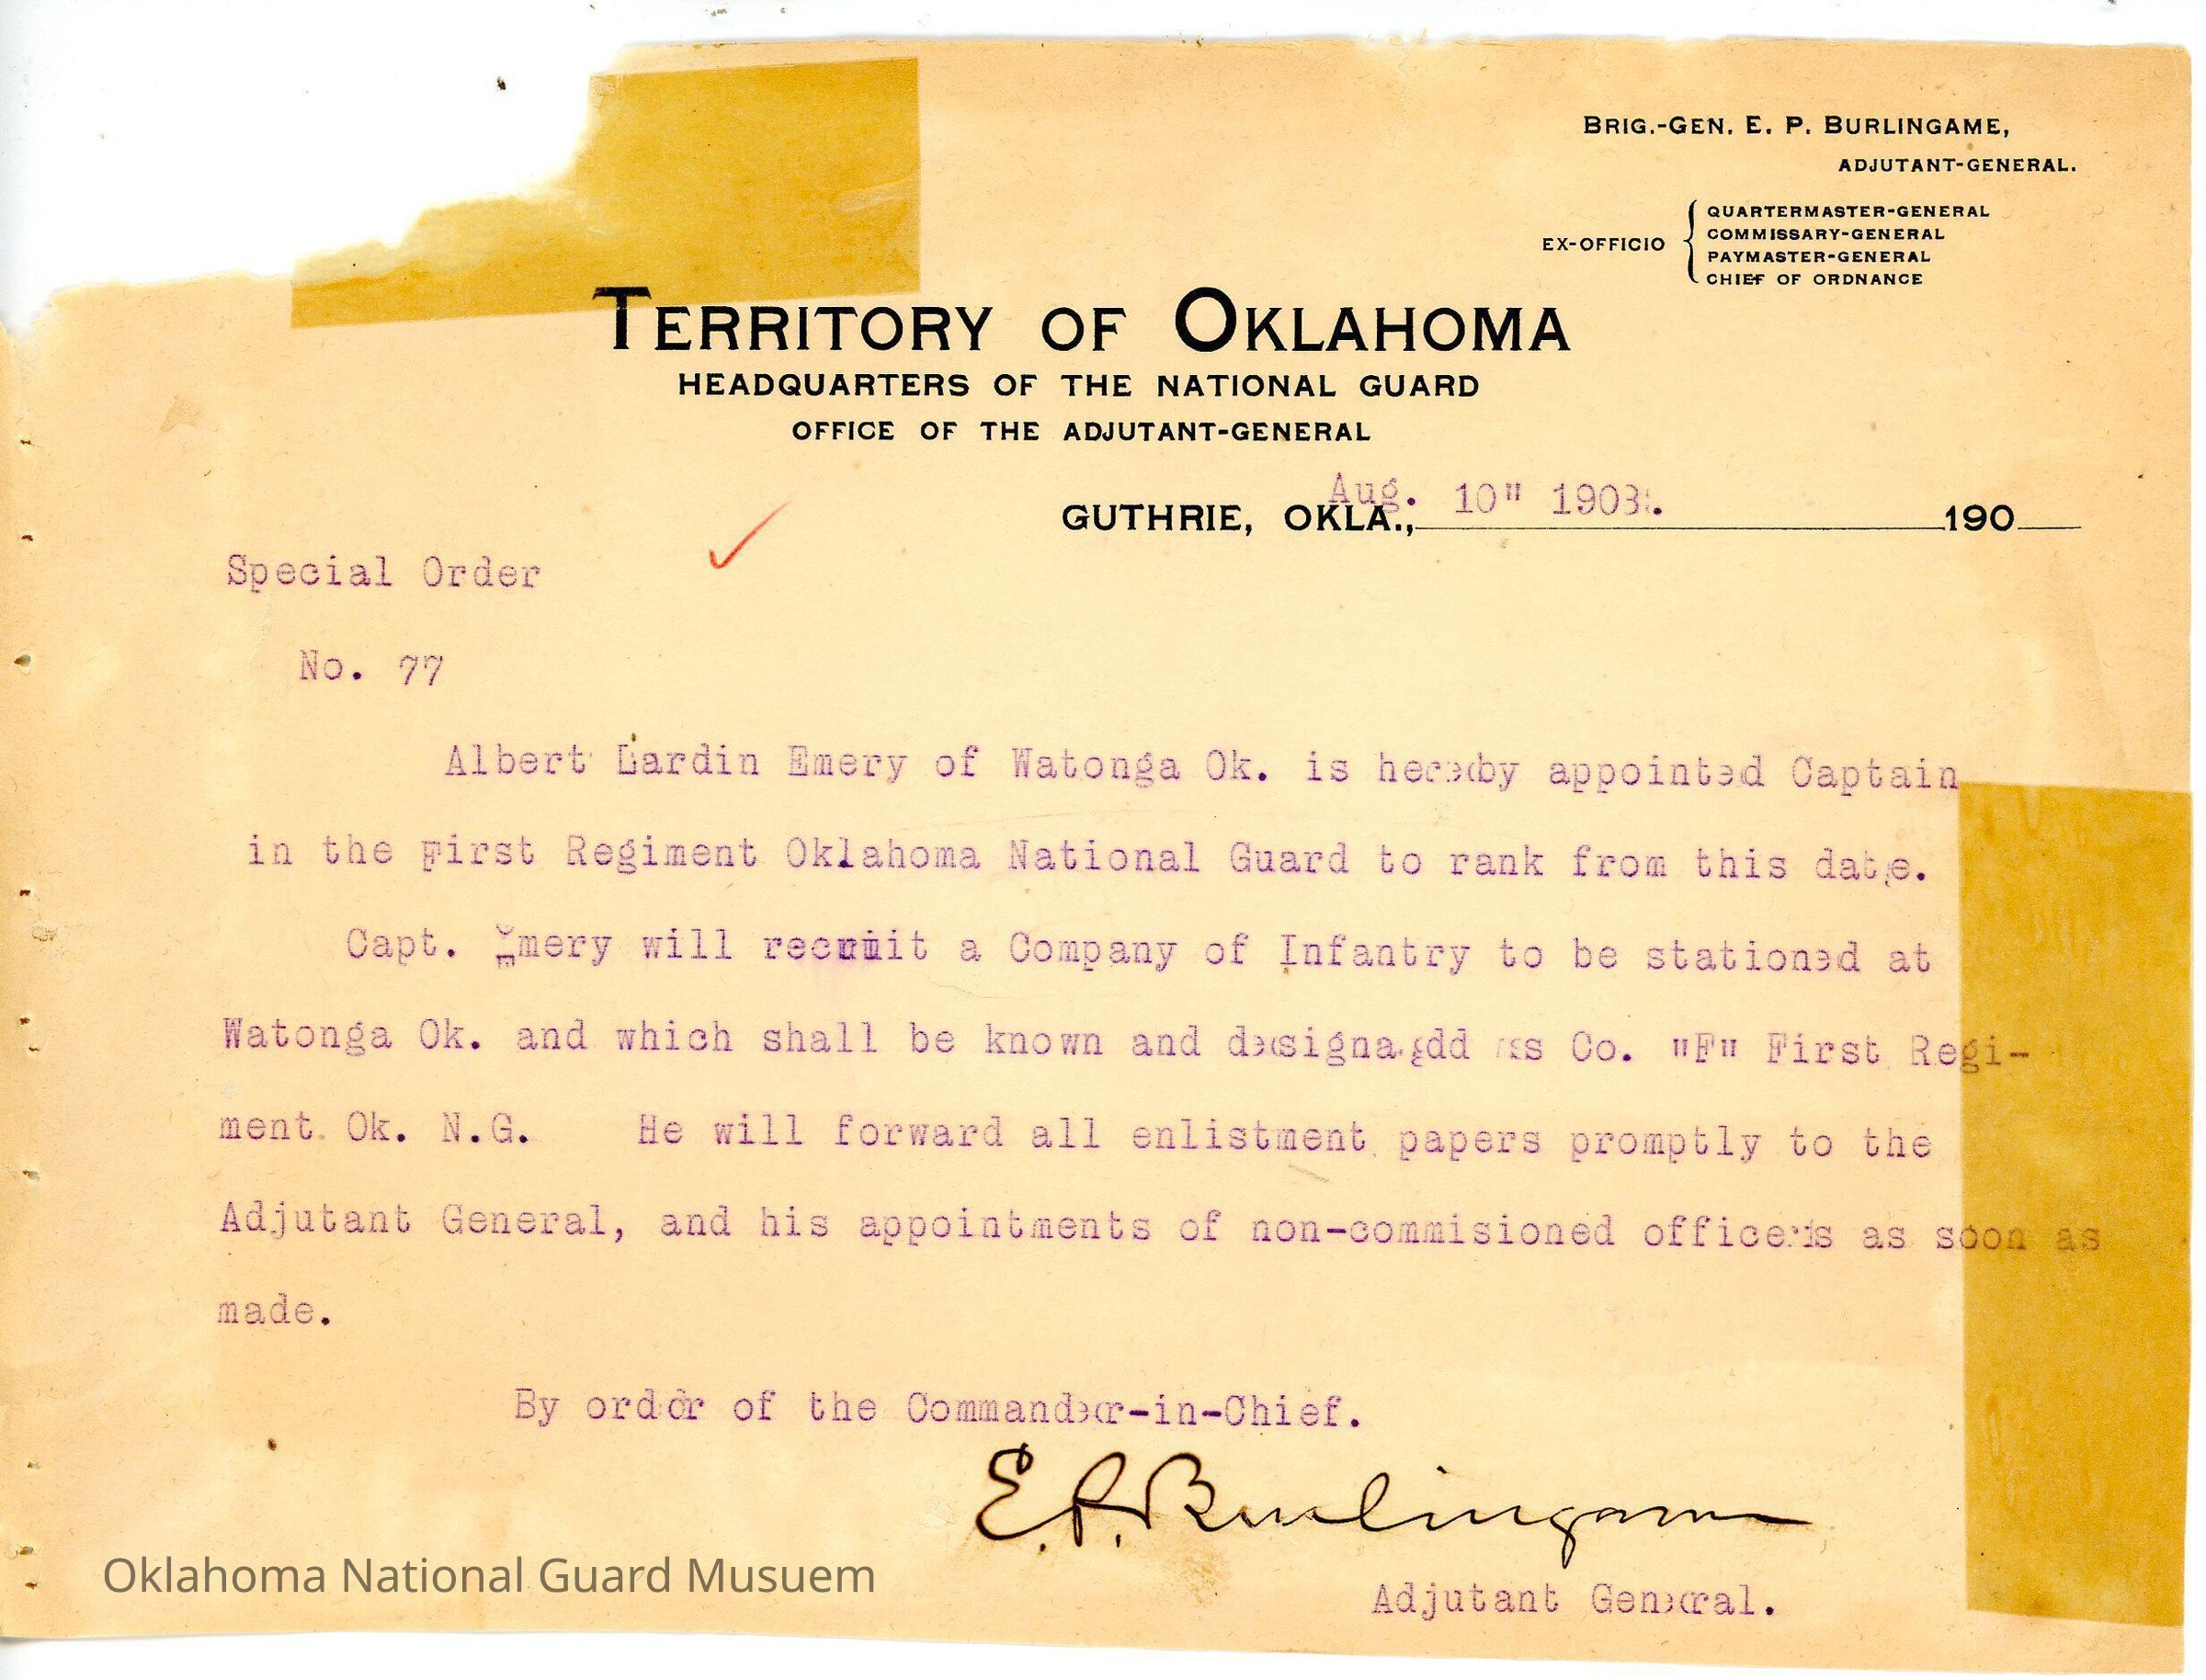 BRIG.-GEN. E. P. BURLINGAME,
ADJUTANT-GENERAL.
EX-OFFICIO { QUARTERMASTER-GENERAL
COMMISSARY-GENERAL
PAYMASTER-GENERAL
CHIEF OF ORDNANCE
TERRITORY OF OKLAHOMA
HEADQUARTERS OF THE NATIONAL GUARD
OFFICE OF THE ADJUTANT-GENERAL
GUTHRIE, OKLA., Aug. 10" 1903. 190
Special Order
No. 77
Albert Lardin Emery of Watonga Ok. is hereby appointed Captain
in the First Regiment Oklahoma National Guard to rank from this date.
Capt. Emery will recruit a Company of Infantry to be stationed at
Watonga Ok. and which shall be known and designated as Co. "F" First Regi-
ment Ok. N.G. He will forward all enlistment papers promptly to the
Adjutant General, and his appointments of non-commisioned officers as soon as
made.
By order of the Commander-in-Chief.
E. P. Burlingame
Adjutant General.
Oklahoma National Guard Musuem